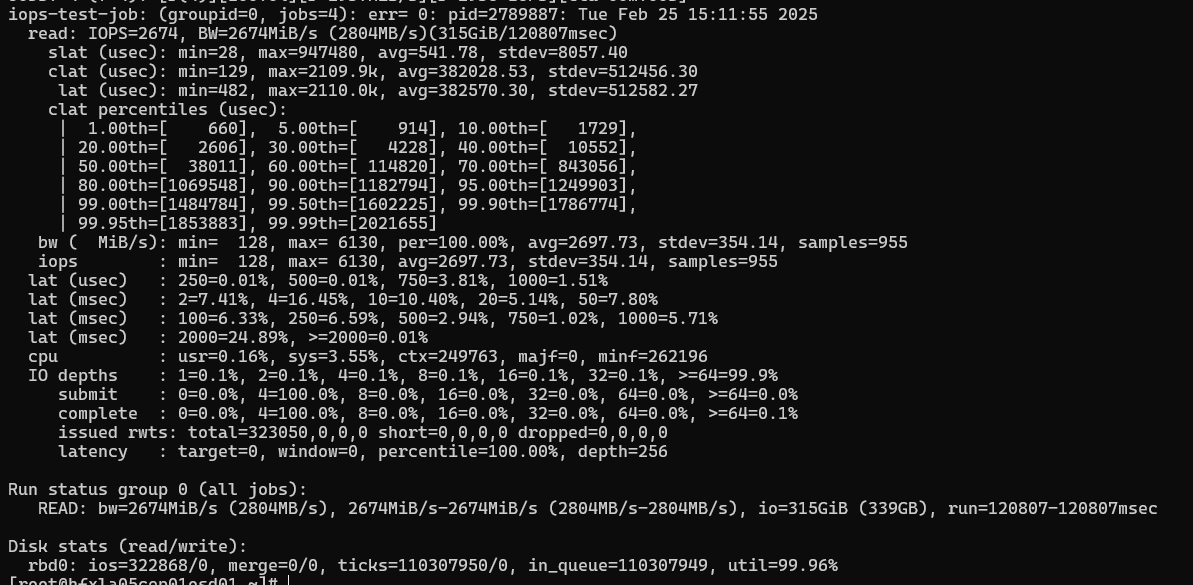 iops-test-job: (groupid=0, jobs=4): err= 0: pid=2789887: Tue Feb 25 15:11:55 2025
  read: IOPS=2674, BW=2674MiB/s (2804MB/s)(315GiB/120807msec)
    slat (usec): min=28, max=947480, avg=541.78, stdev=8057.40
    clat (usec): min=129, max=2109.9k, avg=382028.53, stdev=512456.30
     lat (usec): min=482, max=2110.0k, avg=382570.30, stdev=512582.27
    clat percentiles (usec):
     |  1.00th=[    660],  5.00th=[    914], 10.00th=[   1729],
     | 20.00th=[   2606], 30.00th=[   4228], 40.00th=[  10552],
     | 50.00th=[  38011], 60.00th=[ 114820], 70.00th=[ 843056],
     | 80.00th=[1069548], 90.00th=[1182794], 95.00th=[1249903],
     | 99.00th=[1484784], 99.50th=[1602225], 99.90th=[1786774],
     | 99.95th=[1853883], 99.99th=[2021655]
   bw (  MiB/s): min=  128, max= 6130, per=100.00%, avg=2697.73, stdev=354.14, samples=955
   iops        : min=  128, max= 6130, avg=2697.73, stdev=354.14, samples=955
  lat (usec)   : 250=0.01%, 500=0.01%, 750=3.81%, 1000=1.51%
  lat (msec)   : 2=7.41%, 4=16.45%, 10=10.40%, 20=5.14%, 50=7.80%
  lat (msec)   : 100=6.33%, 250=6.59%, 500=2.94%, 750=1.02%, 1000=5.71%
  lat (msec)   : 2000=24.89%, >=2000=0.01%
  cpu          : usr=0.16%, sys=3.55%, ctx=249763, majf=0, minf=262196
  IO depths    : 1=0.1%, 2=0.1%, 4=0.1%, 8=0.1%, 16=0.1%, 32=0.1%, >=64=99.9%
     submit    : 0=0.0%, 4=100.0%, 8=0.0%, 16=0.0%, 32=0.0%, 64=0.0%, >=64=0.0%
     complete  : 0=0.0%, 4=100.0%, 8=0.0%, 16=0.0%, 32=0.0%, 64=0.0%, >=64=0.1%
     issued rwts: total=323050,0,0,0 short=0,0,0,0 dropped=0,0,0,0
     latency   : target=0, window=0, percentile=100.00%, depth=256
Run status group 0 (all jobs):
   READ: bw=2674MiB/s (2804MB/s), 2674MiB/s-2674MiB/s (2804MB/s-2804MB/s), io=315GiB (339GB), run=120807-120807msec
Disk stats (read/write):
  rbd0: ios=322868/0, merge=0/0, ticks=110307950/0, in_queue=110307949, util=99.96%